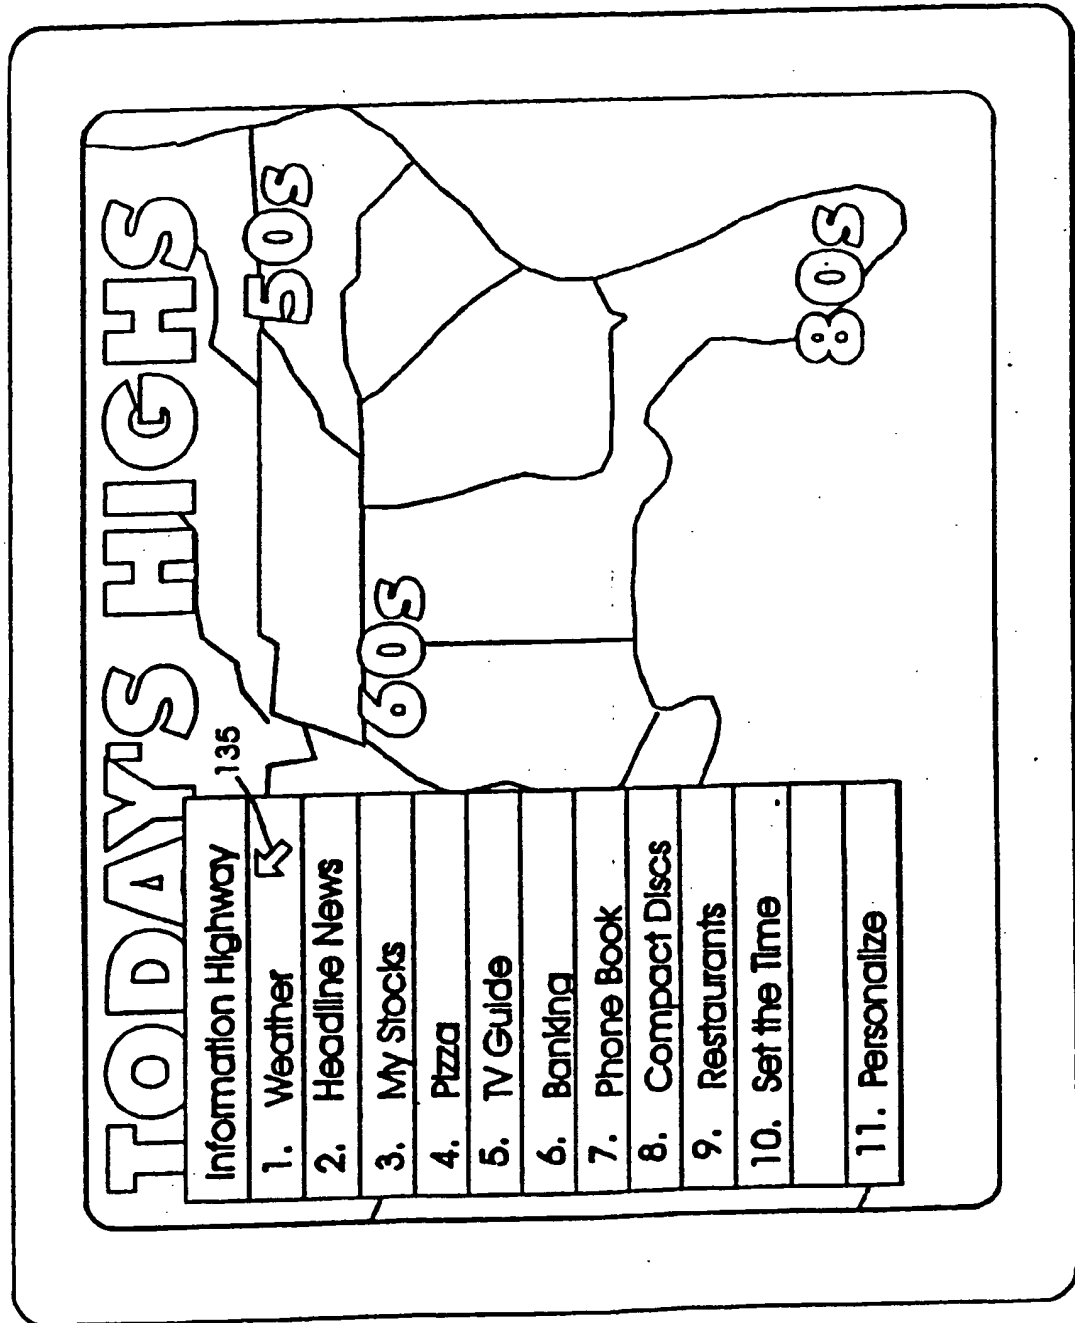 TODAY'S HIGHS
135
Information Highway
1. Weather
2. Headline News
3. My Stocks
4. Pizza
5. TV Guide
6. Banking
7. Phone Book
8. Compact Discs
9. Restaurants
10. Set the Time
11. Personalize
50s
60s
80s